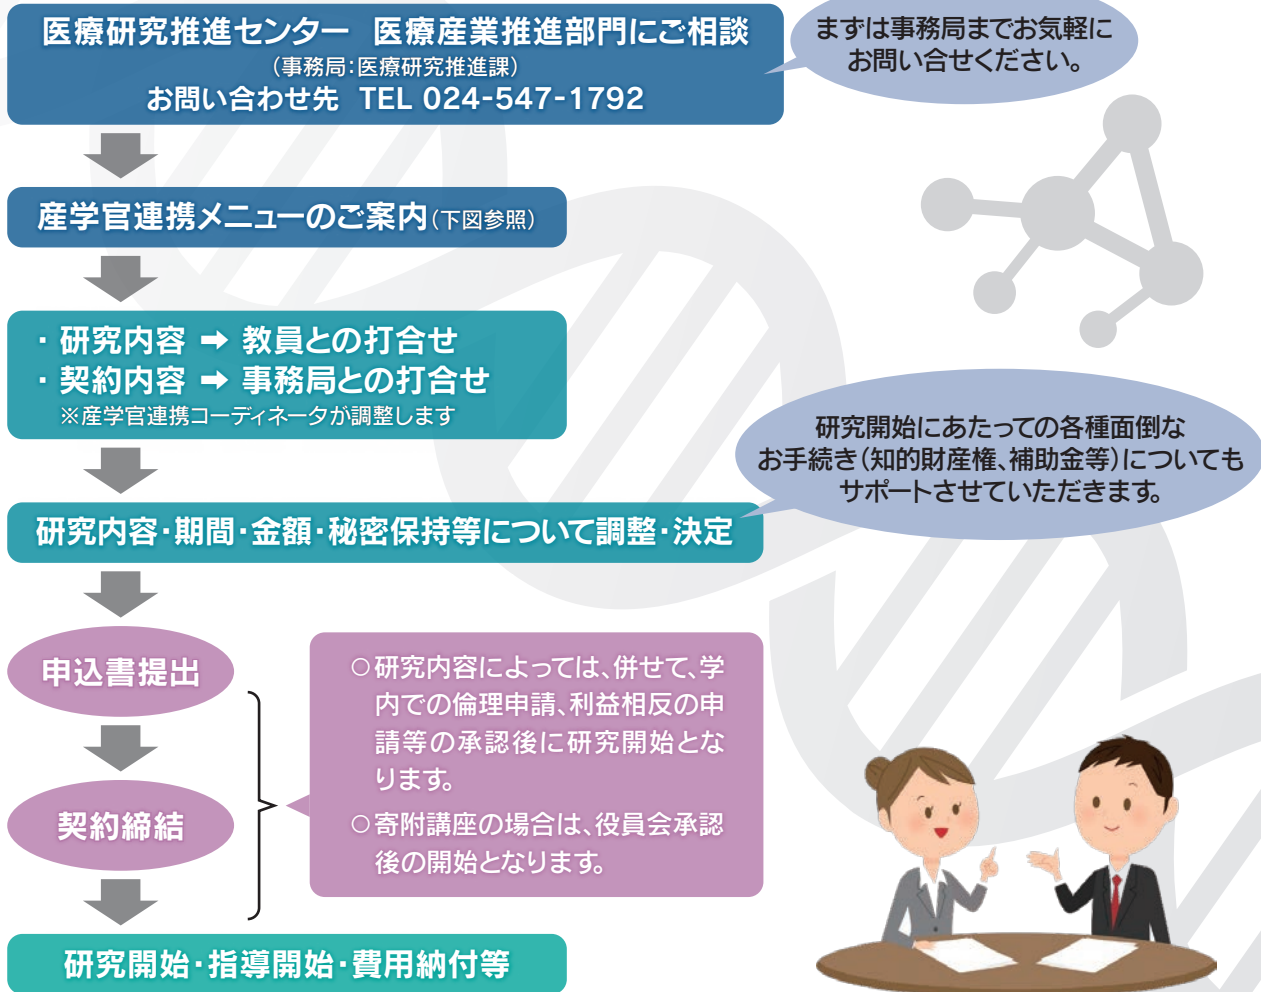 医療研究推進センター 医療産業推進部門にご相談
(事務局:医療研究推進課)
お問い合わせ先 TEL 024-547-1792
まずは事務局までお気軽に
お問い合せください。
産学官連携メニューのご案内(下図参照)
・研究内容 ➡ 教員との打合せ
・契約内容 ➡ 事務局との打合せ
※産学官連携コーディネータが調整します
研究開始にあたっての各種面倒な
お手続き(知的財産権、補助金等)についても
サポートさせていただきます。
研究内容・期間・金額・秘密保持等について調整・決定
申込書提出
契約締結
○研究内容によっては、併せて、学
内での倫理申請、利益相反の申
請等の承認後に研究開始とな
ります。
○寄附講座の場合は、役員会承認
後の開始となります。
研究開始・指導開始・費用納付等